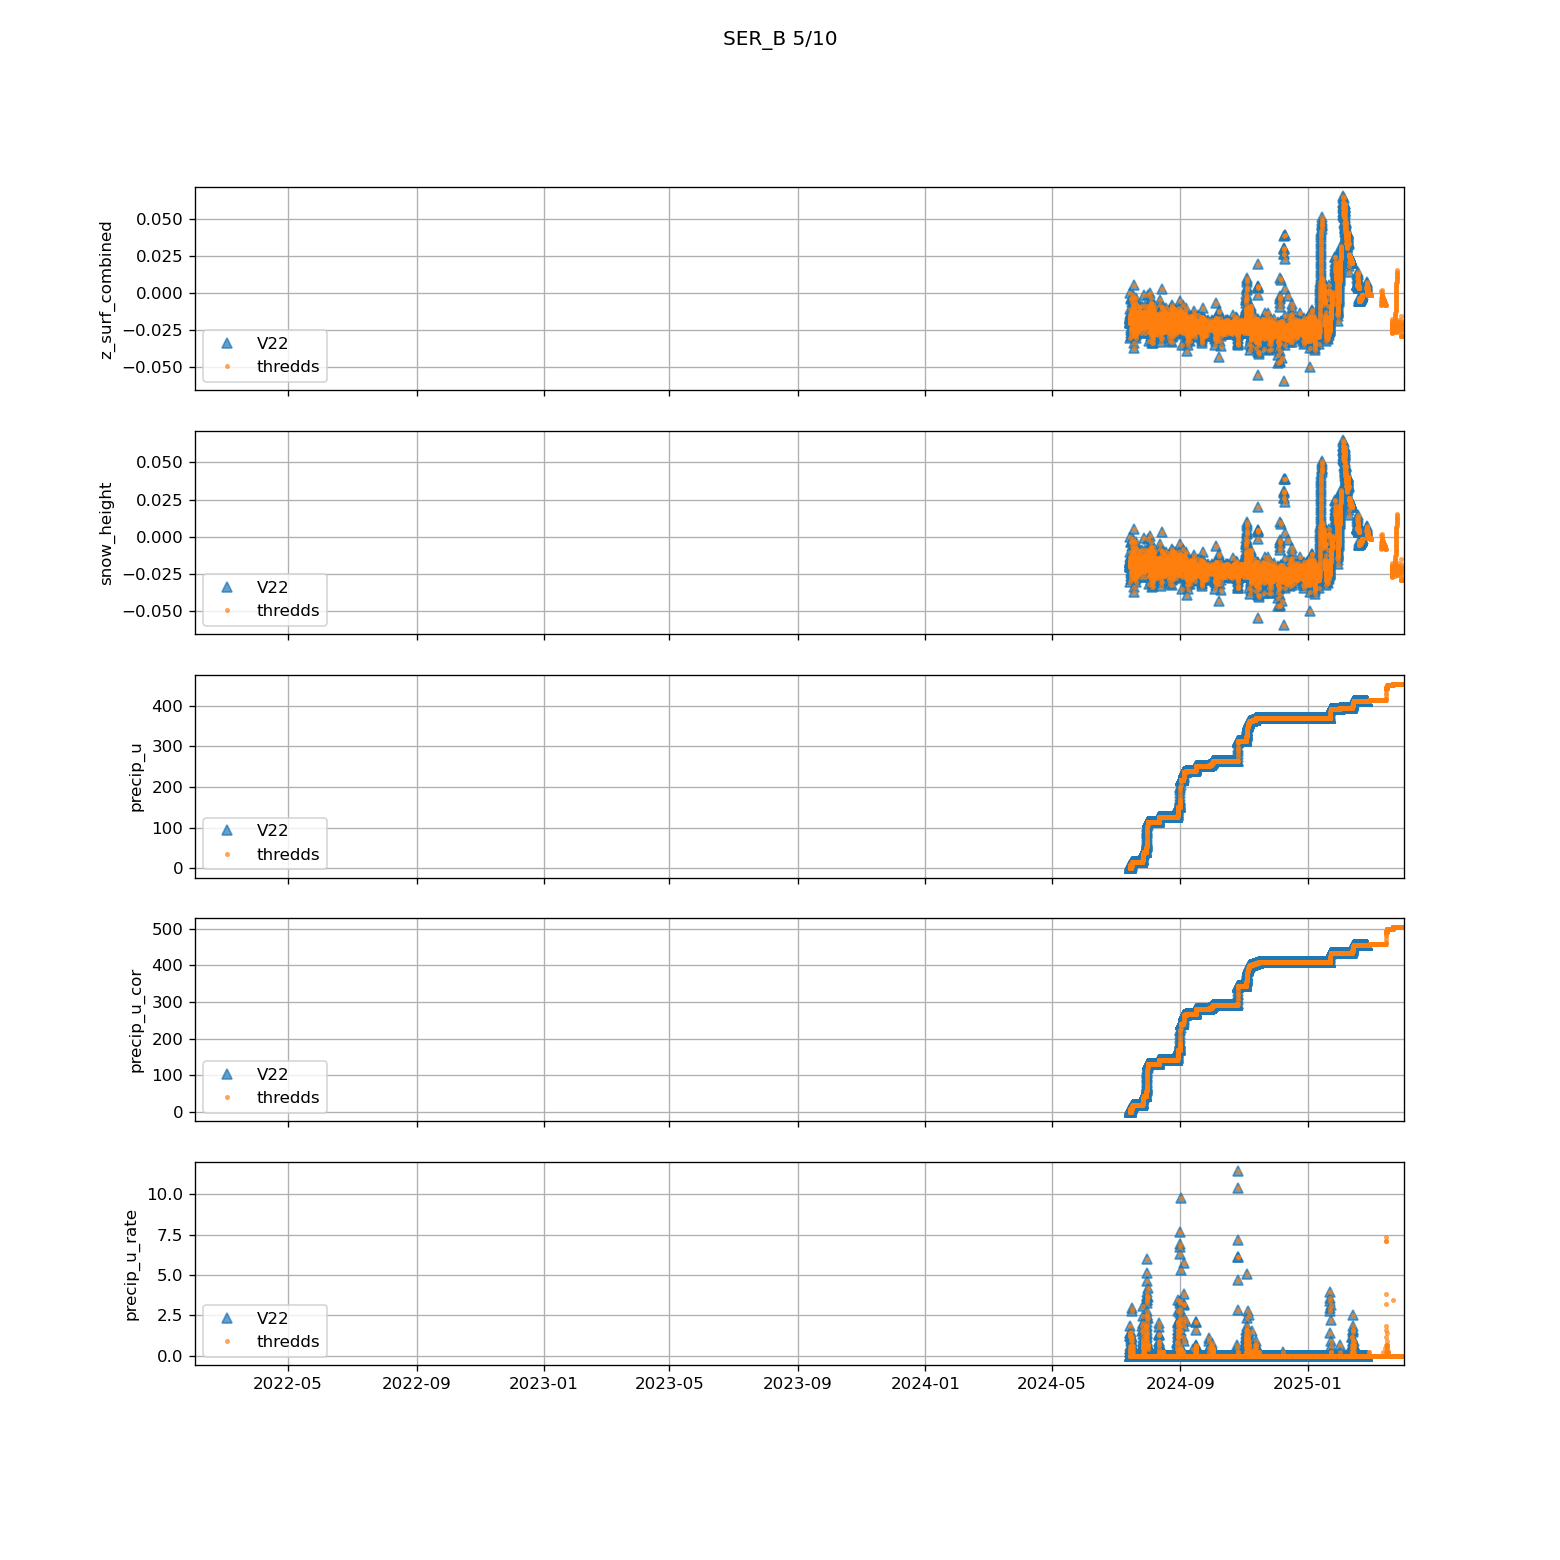 SER_B 5/10
z_surf_combined
0.050
0.025
0.000
−0.025
−0.050
V22
thredds
snow_height
0.050
0.025
0.000
−0.025
−0.050
V22
thredds
precip_u
400
300
200
100
0
V22
thredds
precip_u_cor
500
400
300
200
100
0
V22
thredds
precip_u_rate
10.0
7.5
5.0
2.5
0.0
V22
thredds
2022-05 2022-09 2023-01 2023-05 2023-09 2024-01 2024-05 2024-09 2025-01